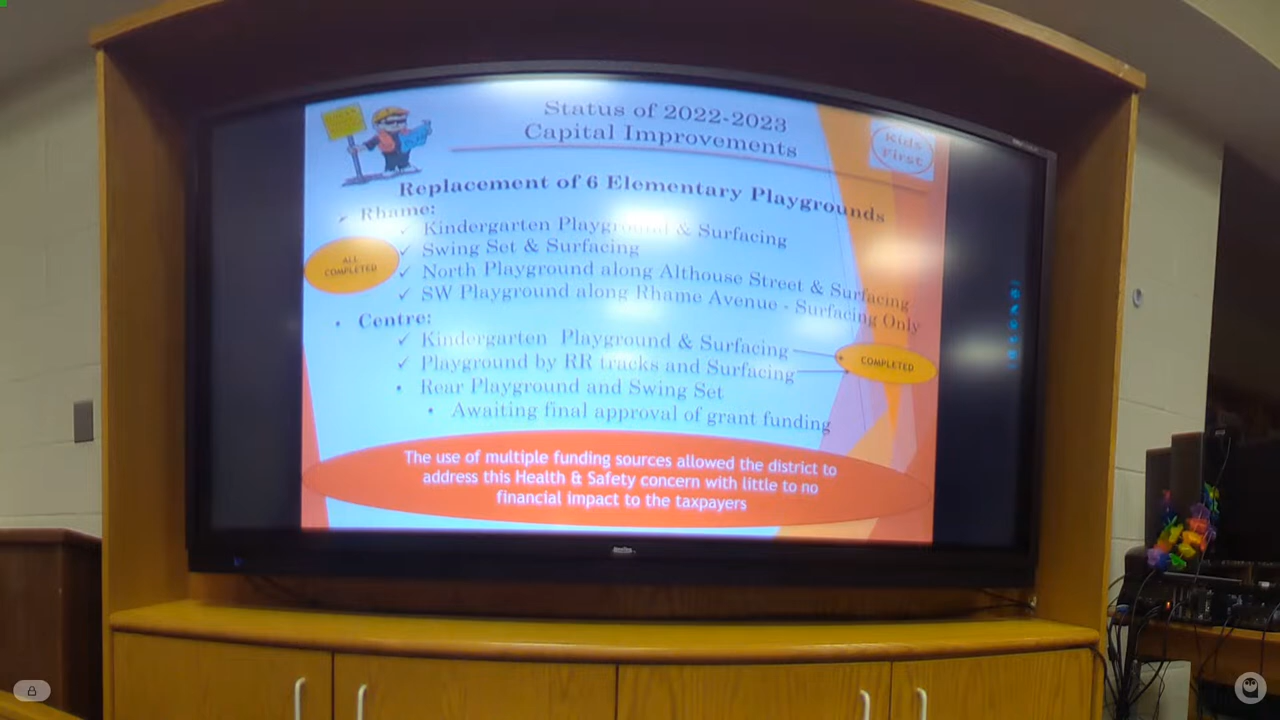 Status of 2022-2023
Capital Improvements
Kids
First
Replacement of 6 Elementary Playgrounds
Rhame:
✓ Kindergarten Playground & Surfacing
✓ Swing Set & Surfacing
✓ North Playground along Althouse Street & Surfacing
✓ SW Playground along Rhame Avenue - Surfacing Only
ALL
COMPLETED
• Centre:
✓ Kindergarten Playground & Surfacing
✓ Playground by RR tracks and Surfacing
COMPLETED
• Rear Playground and Swing Set
• Awaiting final approval of grant funding
The use of multiple funding sources allowed the district to
address this Health & Safety concern with little to no
financial impact to the taxpayers